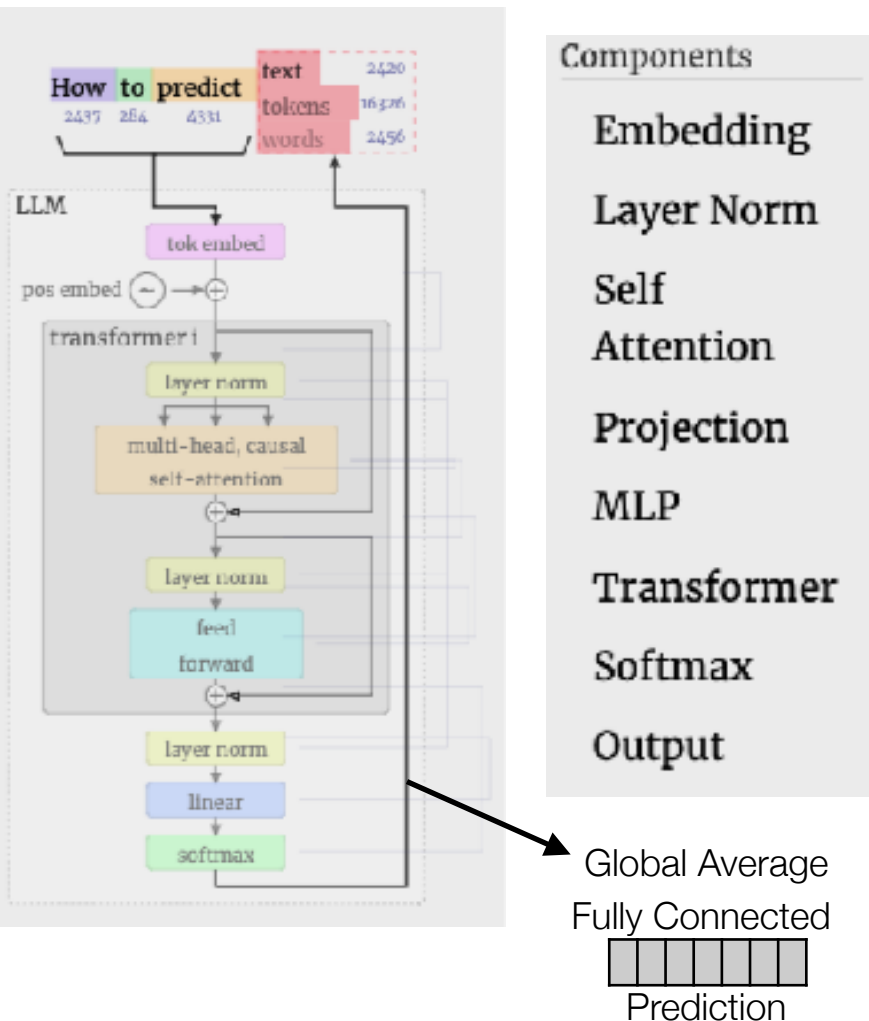 How to predict
2437 284 4331
text 2420
tokens 16326
words 2456
LLM
tok embed
pos embed
transformer i
layer norm
multi-head, causal
self-attention
layer norm
feed
forward
layer norm
linear
softmax
Components
Embedding
Layer Norm
Self
Attention
Projection
MLP
Transformer
Softmax
Output
Global Average
Fully Connected
Prediction